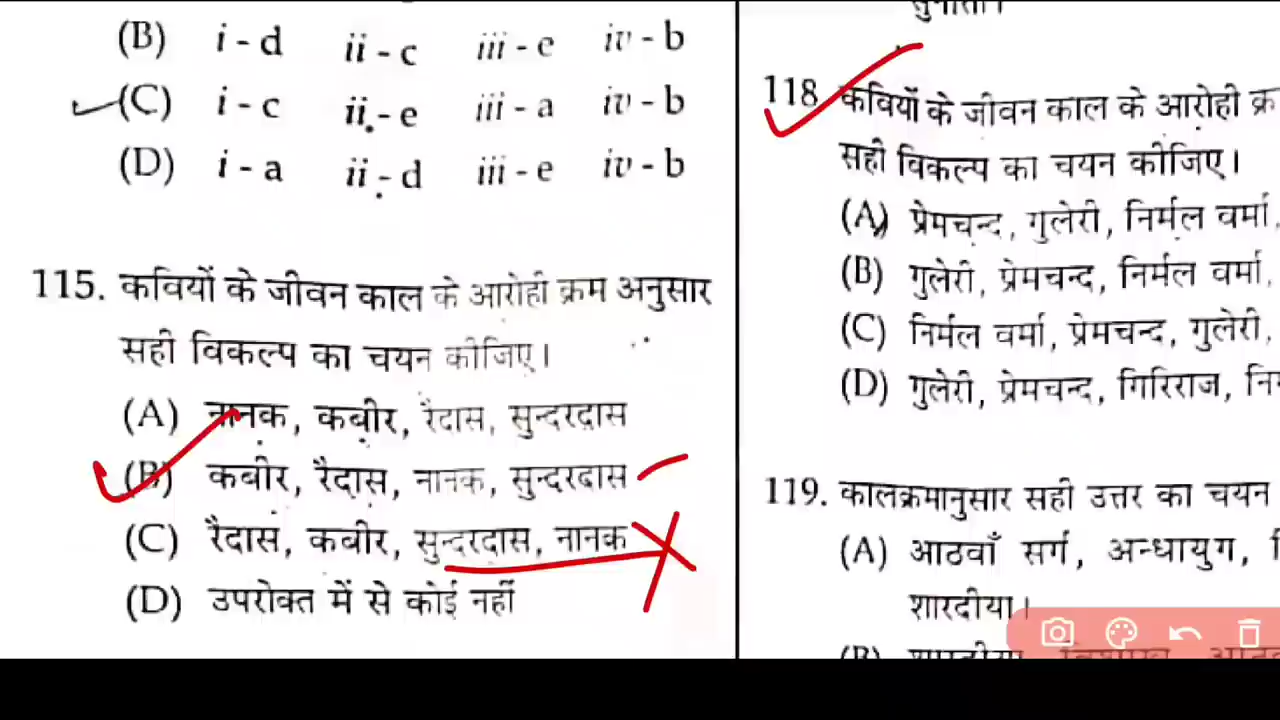 (B) i - d ii - c iii - e iv - b
(C) i - c ii - e iii - a iv - b
(D) i - a ii - d iii - e iv - b
115. कवियों के जीवन काल के आरोही क्रम अनुसार
सही विकल्प का चयन कीजिए।
(A) नानक, कबीर, रैदास, सुन्दरदास
(B) कबीर, रैदास, नानक, सुन्दरदास
(C) रैदास, कबीर, सुन्दरदास, नानक
(D) उपरोक्त में से कोई नहीं
118 कवियों के जीवन काल के आरोही क्र
सही विकल्प का चयन कीजिए।
(A) प्रेमचन्द, गुलेरी, निर्मल वर्मा,
(B) गुलेरी, प्रेमचन्द, निर्मल वर्मा,
(C) निर्मल वर्मा, प्रेमचन्द, गुलेरी,
(D) गुलेरी, प्रेमचन्द, गिरिराज,
119. कालक्रमानुसार सही उत्तर का चयन
(A) आठवाँ सर्ग, अन्धायुग,
शारदीया।
(B)